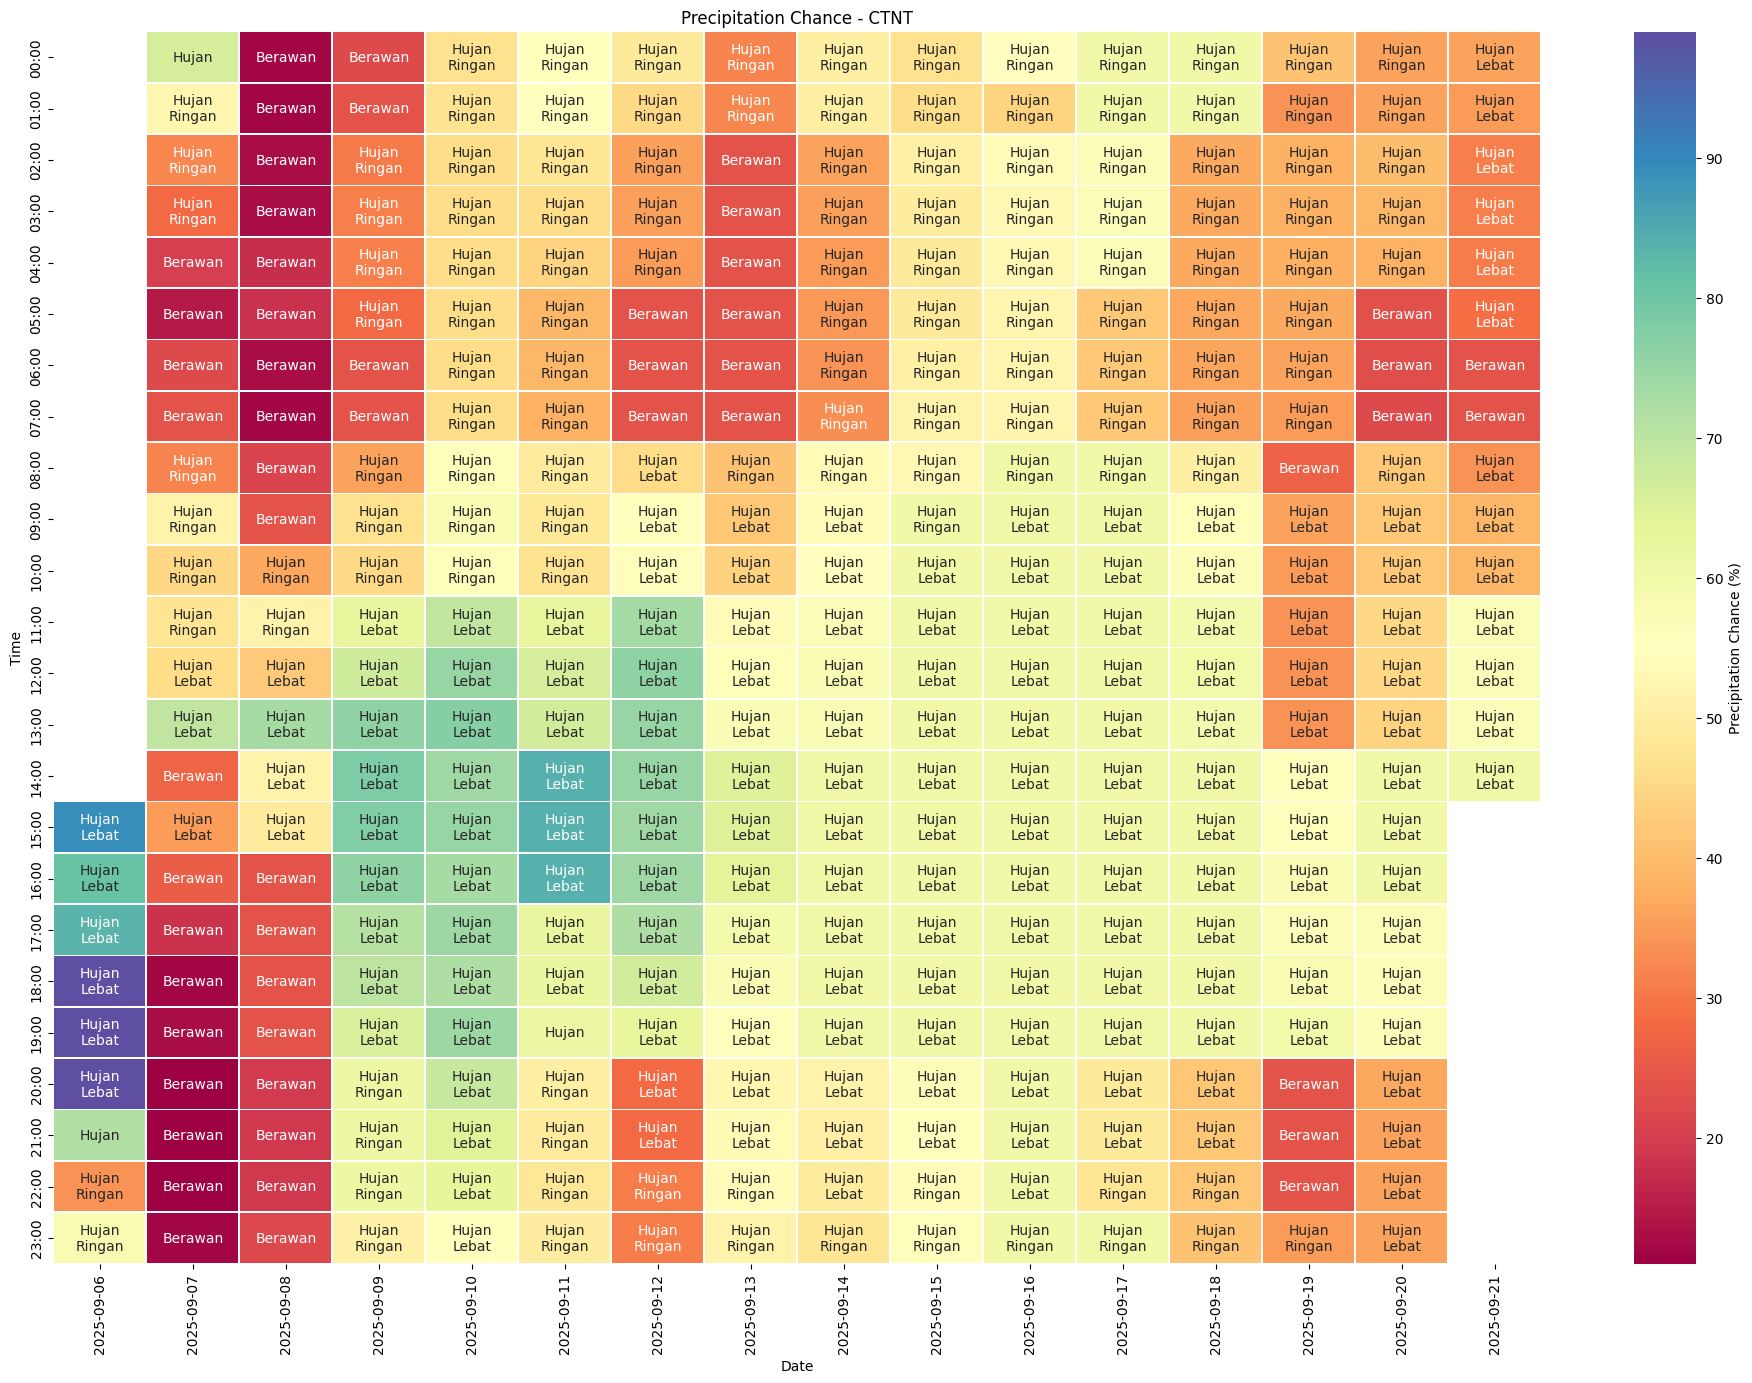 Precipitation Chance - CTNT
00:00 Hujan Berawan Berawan Hujan Ringan Hujan Ringan Hujan Ringan Hujan Ringan Hujan Ringan Hujan Ringan Hujan Ringan Hujan Ringan Hujan Ringan Hujan Ringan Hujan Ringan Hujan Lebat
01:00 Hujan Ringan Berawan Berawan Hujan Ringan Hujan Ringan Hujan Ringan Hujan Ringan Hujan Ringan Hujan Ringan Hujan Ringan Hujan Ringan Hujan Ringan Hujan Ringan Hujan Ringan Hujan Lebat
02:00 Hujan Ringan Berawan Hujan Ringan Hujan Ringan Hujan Ringan Hujan Ringan Berawan Hujan Ringan Hujan Ringan Hujan Ringan Hujan Ringan Hujan Ringan Hujan Ringan Hujan Ringan Hujan Lebat
03:00 Hujan Ringan Berawan Hujan Ringan Hujan Ringan Hujan Ringan Hujan Ringan Berawan Hujan Ringan Hujan Ringan Hujan Ringan Hujan Ringan Hujan Ringan Hujan Ringan Hujan Ringan Hujan Lebat
04:00 Berawan Berawan Hujan Ringan Hujan Ringan Hujan Ringan Hujan Ringan Berawan Hujan Ringan Hujan Ringan Hujan Ringan Hujan Ringan Hujan Ringan Hujan Ringan Hujan Ringan Hujan Lebat
05:00 Berawan Berawan Hujan Ringan Hujan Ringan Hujan Ringan Berawan Berawan Hujan Ringan Hujan Ringan Hujan Ringan Hujan Ringan Hujan Ringan Hujan Ringan Berawan Hujan Lebat
06:00 Berawan Berawan Berawan Hujan Ringan Hujan Ringan Berawan Berawan Hujan Ringan Hujan Ringan Hujan Ringan Hujan Ringan Hujan Ringan Hujan Ringan Berawan Berawan
07:00 Berawan Berawan Berawan Hujan Ringan Hujan Ringan Berawan Berawan Hujan Ringan Hujan Ringan Hujan Ringan Hujan Ringan Hujan Ringan Hujan Ringan Berawan Berawan
08:00 Hujan Ringan Berawan Hujan Ringan Hujan Ringan Hujan Ringan Hujan Lebat Hujan Ringan Hujan Ringan Hujan Ringan Hujan Ringan Hujan Ringan Hujan Ringan Berawan Hujan Ringan Hujan Lebat
09:00 Hujan Ringan Berawan Hujan Ringan Hujan Ringan Hujan Ringan Hujan Lebat Hujan Lebat Hujan Lebat Hujan Ringan Hujan Lebat Hujan Lebat Hujan Lebat Hujan Lebat Hujan Lebat Hujan Lebat
10:00 Hujan Ringan Hujan Ringan Hujan Ringan Hujan Ringan Hujan Ringan Hujan Lebat Hujan Lebat Hujan Lebat Hujan Lebat Hujan Lebat Hujan Lebat Hujan Lebat Hujan Lebat Hujan Lebat Hujan Lebat
11:00 Hujan Ringan Hujan Ringan Hujan Lebat Hujan Lebat Hujan Lebat Hujan Lebat Hujan Lebat Hujan Lebat Hujan Lebat Hujan Lebat Hujan Lebat Hujan Lebat Hujan Lebat Hujan Lebat Hujan Lebat
12:00 Hujan Lebat Hujan Lebat Hujan Lebat Hujan Lebat Hujan Lebat Hujan Lebat Hujan Lebat Hujan Lebat Hujan Lebat Hujan Lebat Hujan Lebat Hujan Lebat Hujan Lebat Hujan Lebat Hujan Lebat
13:00 Hujan Lebat Hujan Lebat Hujan Lebat Hujan Lebat Hujan Lebat Hujan Lebat Hujan Lebat Hujan Lebat Hujan Lebat Hujan Lebat Hujan Lebat Hujan Lebat Hujan Lebat Hujan Lebat Hujan Lebat
14:00 Berawan Hujan Lebat Hujan Lebat Hujan Lebat Hujan Lebat Hujan Lebat Hujan Lebat Hujan Lebat Hujan Lebat Hujan Lebat Hujan Lebat Hujan Lebat Hujan Lebat Hujan Lebat Hujan Lebat
15:00 Hujan Lebat Hujan Lebat Hujan Lebat Hujan Lebat Hujan Lebat Hujan Lebat Hujan Lebat Hujan Lebat Hujan Lebat Hujan Lebat Hujan Lebat Hujan Lebat Hujan Lebat Hujan Lebat Hujan Lebat
16:00 Hujan Lebat Berawan Berawan Hujan Lebat Hujan Lebat Hujan Lebat Hujan Lebat Hujan Lebat Hujan Lebat Hujan Lebat Hujan Lebat Hujan Lebat Hujan Lebat Hujan Lebat Hujan Lebat
17:00 Hujan Lebat Berawan Berawan Hujan Lebat Hujan Lebat Hujan Lebat Hujan Lebat Hujan Lebat Hujan Lebat Hujan Lebat Hujan Lebat Hujan Lebat Hujan Lebat Hujan Lebat Hujan Lebat
18:00 Hujan Lebat Berawan Berawan Hujan Lebat Hujan Lebat Hujan Lebat Hujan Lebat Hujan Lebat Hujan Lebat Hujan Lebat Hujan Lebat Hujan Lebat Hujan Lebat Hujan Lebat Hujan Lebat
19:00 Hujan Lebat Berawan Berawan Hujan Lebat Hujan Lebat Hujan Hujan Lebat Hujan Lebat Hujan Lebat Hujan Lebat Hujan Lebat Hujan Lebat Hujan Lebat Hujan Lebat Hujan Lebat
20:00 Hujan Lebat Berawan Berawan Hujan Ringan Hujan Lebat Hujan Ringan Hujan Lebat Hujan Lebat Hujan Lebat Hujan Lebat Hujan Lebat Hujan Lebat Hujan Lebat Berawan Hujan Lebat
21:00 Hujan Berawan Berawan Hujan Ringan Hujan Lebat Hujan Ringan Hujan Lebat Hujan Lebat Hujan Lebat Hujan Lebat Hujan Lebat Hujan Lebat Hujan Lebat Berawan Hujan Lebat
22:00 Hujan Ringan Berawan Berawan Hujan Ringan Hujan Lebat Hujan Ringan Hujan Ringan Hujan Ringan Hujan Lebat Hujan Ringan Hujan Lebat Hujan Ringan Hujan Ringan Berawan Hujan Lebat
23:00 Hujan Ringan Berawan Berawan Hujan Ringan Hujan Lebat Hujan Ringan Hujan Ringan Hujan Ringan Hujan Ringan Hujan Ringan Hujan Ringan Hujan Ringan Hujan Ringan Hujan Ringan Hujan Lebat
Time
2025-09-06 2025-09-07 2025-09-08 2025-09-09 2025-09-10 2025-09-11 2025-09-12 2025-09-13 2025-09-14 2025-09-15 2025-09-16 2025-09-17 2025-09-18 2025-09-19 2025-09-20 2025-09-21
Date
90
80
70
60
50
40
30
20
Precipitation Chance (%)